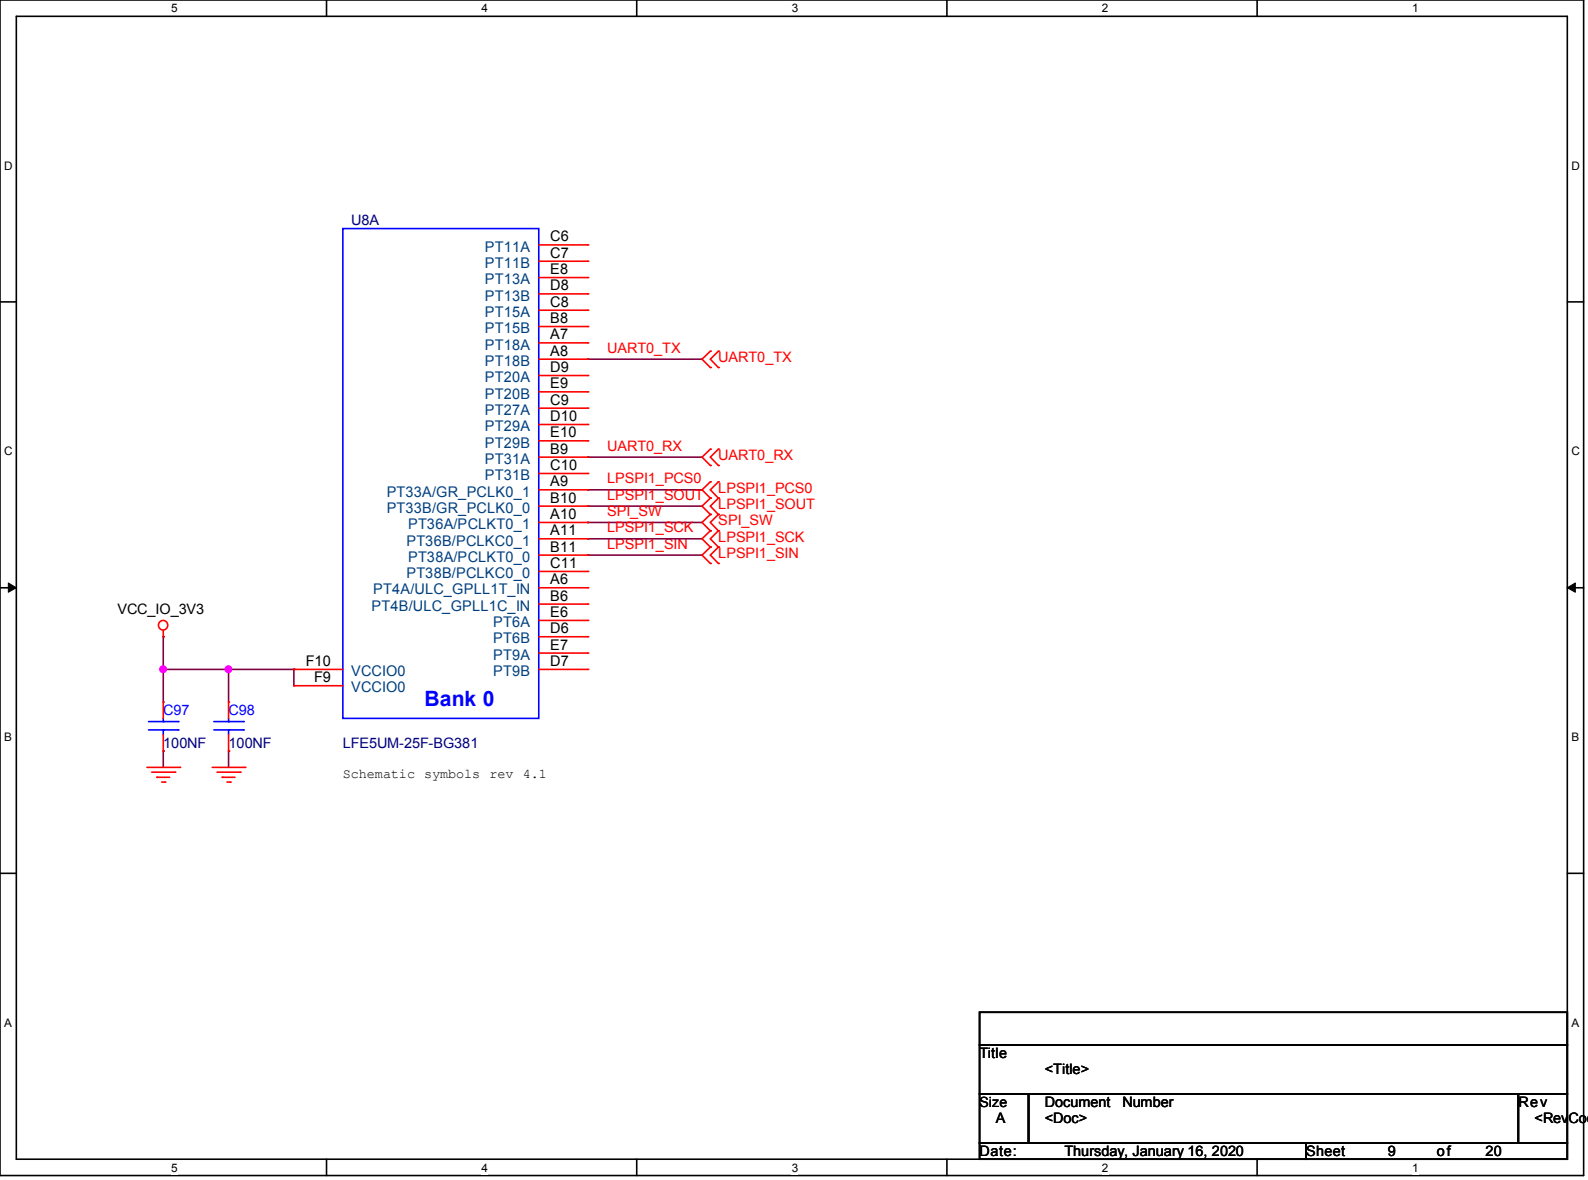 5 4 3 2 1
D D
C C
B B
A A
U8A
PT11A C6
PT11B C7
PT13A E8
PT13B D8
PT15A C8
PT15B B8
PT18A A7
PT18B A8 UART0_TX UART0_TX
PT20A D9
PT20B E9
PT27A C9
PT29A D10
PT29B E10
PT31A B9 UART0_RX UART0_RX
PT31B C10
PT33A/GR_PCLK0_1 A9 LPSPI1_PCS0 LPSPI1_PCS0
PT33B/GR_PCLK0_0 B10 LPSPI1_SOUT LPSPI1_SOUT
PT36A/PCLKT0_1 A10 SPI_SW SPI_SW
PT36B/PCLKC0_1 A11 LPSPI1_SCK LPSPI1_SCK
PT38A/PCLKT0_0 B11 LPSPI1_SIN LPSPI1_SIN
PT38B/PCLKC0_0 C11
PT4A/ULC_GPLL1T_IN A6
PT4B/ULC_GPLL1C_IN B6
PT6A E6
PT6B D6
PT9A E7
PT9B D7
VCC_IO_3V3
F10 VCCIO0
F9 VCCIO0
Bank 0
C97 C98
100NF 100NF
LFE5UM-25F-BG381
Schematic symbols rev 4.1
Title
<Title>
Size Document Number Rev
A <Doc> <RevCo
Date: Thursday, January 16, 2020 Sheet 9 of 20
5 4 3 2 1